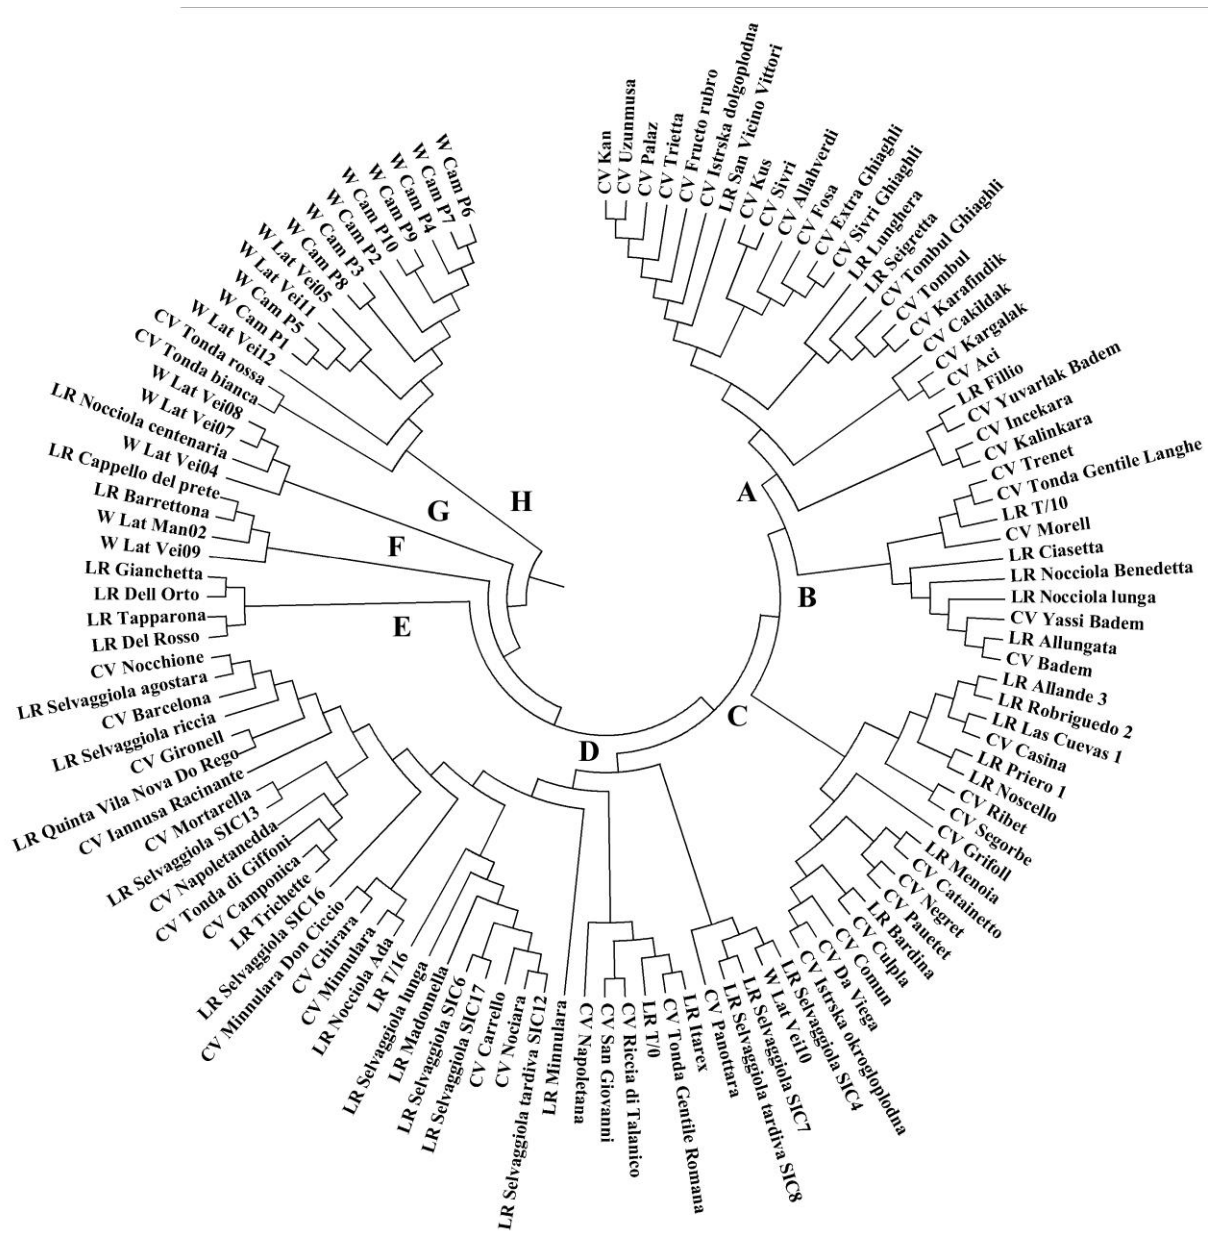 CV Kan
CV Uzunmusa
CV Palaz
CV Trietta
CV Fructo rubro
CV Istrska dolgoplodna
LR San Vicino Vittori
CV Kus
CV Sivri
CV Allahverdi
CV Fosa
CV Extra Ghiaghli
CV Sivri Ghiaghli
LR Lunghera
LR Seigretta
CV Tombul Ghiaghli
CV Tombul
CV Karafindik
CV Cakildak
CV Kargalak
CV Aci
LR Fillio
CV Yuvarlak Badem
CV Incekara
CV Kalinkara
CV Trenet
CV Tonda Gentile Langhe
LR T/10
CV Morell
LR Ciasetta
LR Nocciola Benedetta
LR Nocciola lunga
CV Yassi Badem
LR Allungata
CV Badem
LR Allande 3
LR Robriguedo 2
LR Las Cuevas 1
CV Casina
LR Priero 1
LR Noscello
CV Ribet
CV Segorbe
CV Grifoll
LR Menoia
CV Catainetto
CV Negret
CV Pauetet
LR Bardina
CV Culpla
CV Comun
CV Da Viega
CV Istrska okrogloplodna
LR Selvaggiola SIC4
W Lat Vei10
LR Selvaggiola SIC7
LR Selvaggiola tardiva SIC8
CV Panottara
LR Itarex
CV Tonda Gentile Romana
LR T/0
CV Riccia di Talanico
CV San Giovanni
CV Napoletana
LR Minnulara
LR Selvaggiola tardiva SIC12
CV Nociara
CV Carrello
LR Selvaggiola SIC17
LR Selvaggiola SIC6
LR Madonnella
LR Selvaggiola lunga
LR T/16
LR Nocciola Ada
CV Minnulara
CV Ghirara
CV Minnulara Don Ciccio
LR Selvaggiola SIC16
LR Trichette
CV Camponica
CV Tonda di Giffoni
CV Napoletanedda
LR Selvaggiola SIC13
CV Mortarella
CV Iannusa Racinante
LR Quinta Vila Nova Do Rego
CV Gironell
LR Selvaggiola riccia
CV Barcelona
LR Selvaggiola agostara
CV Nocchione
LR Del Rosso
LR Tapparona
LR Dell Orto
LR Gianchetta
W Lat Vei09
W Lat Man02
LR Barrettona
LR Cappello del prete
W Lat Vei04
LR Nocciola centenaria
W Lat Vei07
W Lat Vei08
CV Tonda bianca
CV Tonda rossa
W Lat Vei12
W Cam P1
W Cam P5
W Lat Vei11
W Lat Vei05
W Cam P8
W Cam P3
W Cam P2
W Cam P10
W Cam P9
W Cam P4
W Cam P7
W Cam P6
A
B
C
D
E
F
G
H